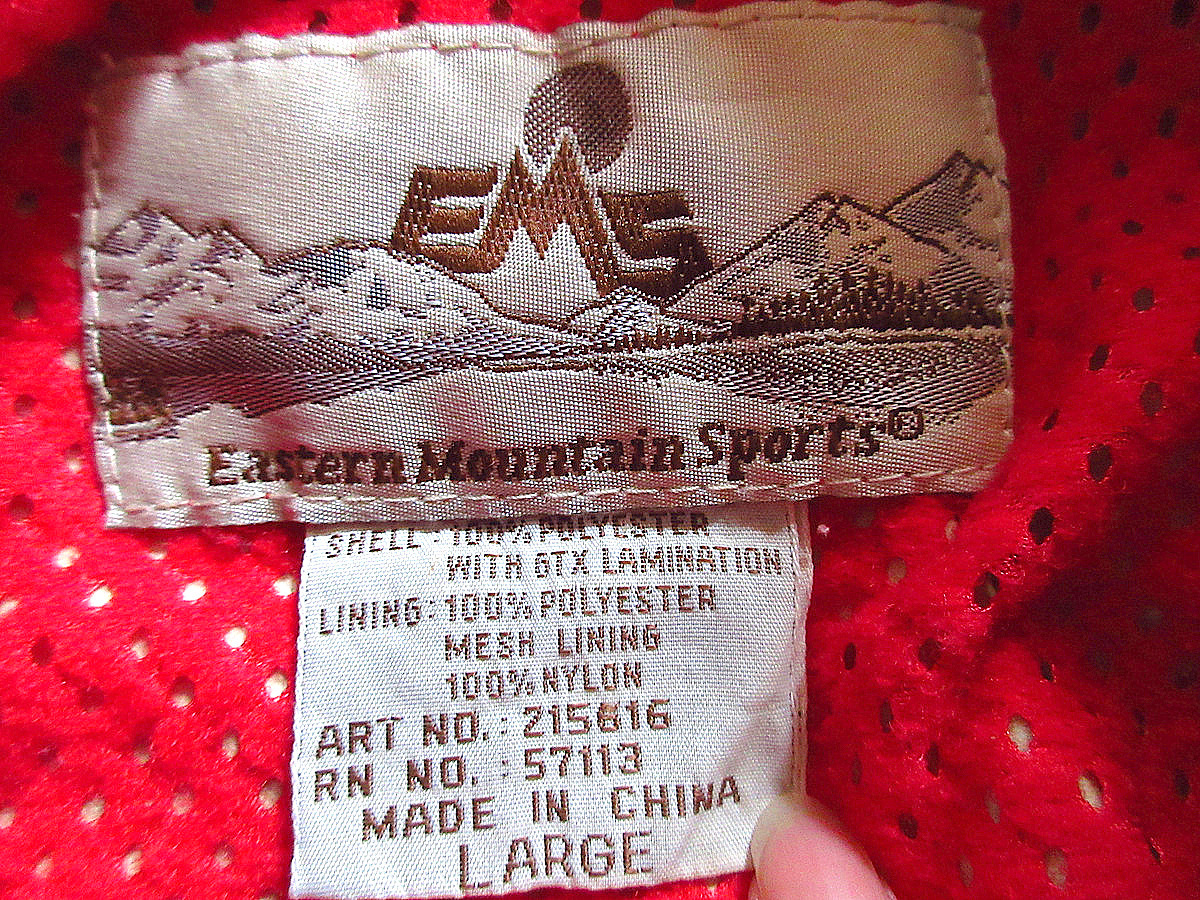 EMS
Eastern Mountain Sports®
SHELL: 100% POLYESTER
WITH GTX LAMINATION
LINING: 100% POLYESTER
MESH LINING
100% NYLON
ART NO.: 215816
RN NO. : 57113
MADE IN CHINA
LARGE